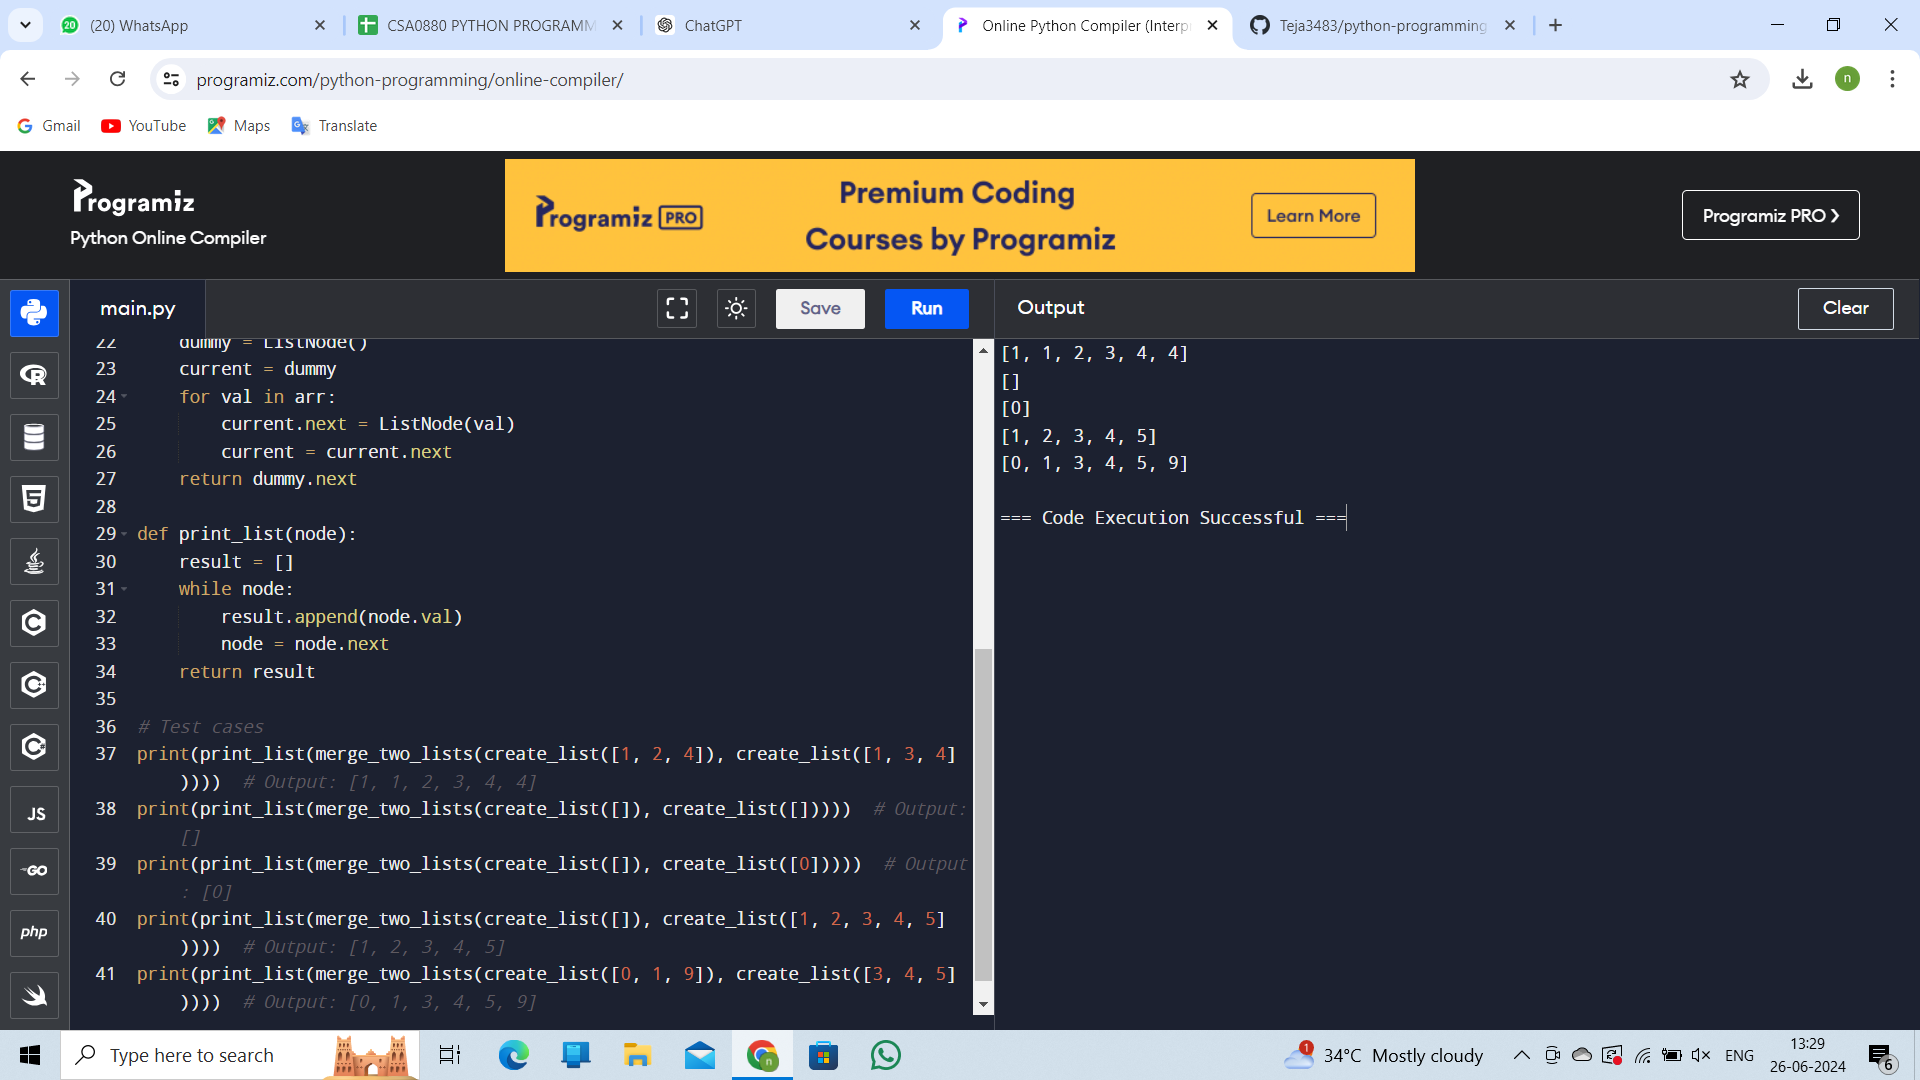 (20) WhatsApp
CSA0880 PYTHON PROGRAMM
ChatGPT
Online Python Compiler (Interp
Teja3483/python-programming
programiz.com/python-programming/online-compiler/
n
Gmail
YouTube
Maps
Translate
Programiz
Python Online Compiler
Programiz PRO
Premium Coding
Courses by Programiz
Learn More
Programiz PRO ❯
main.py
Save
Run
Output
Clear
22     dummy = ListNode()
23     current = dummy
24     for val in arr:
25         current.next = ListNode(val)
26         current = current.next
27     return dummy.next
28
29 def print_list(node):
30     result = []
31     while node:
32         result.append(node.val)
33         node = node.next
34     return result
35
36 # Test cases
37 print(print_list(merge_two_lists(create_list([1, 2, 4]), create_list([1, 3, 4]
))))  # Output: [1, 1, 2, 3, 4, 4]
38 print(print_list(merge_two_lists(create_list([]), create_list([]))))  # Output:
[]
39 print(print_list(merge_two_lists(create_list([]), create_list([0]))))  # Output
: [0]
40 print(print_list(merge_two_lists(create_list([]), create_list([1, 2, 3, 4, 5]
))))  # Output: [1, 2, 3, 4, 5]
41 print(print_list(merge_two_lists(create_list([0, 1, 9]), create_list([3, 4, 5]
))))  # Output: [0, 1, 3, 4, 5, 9]
[1, 1, 2, 3, 4, 4]
[]
[0]
[1, 2, 3, 4, 5]
[0, 1, 3, 4, 5, 9]
=== Code Execution Successful ===
JS
GO
php
Type here to search
1
34°C Mostly cloudy
ENG
13:29
26-06-2024
6